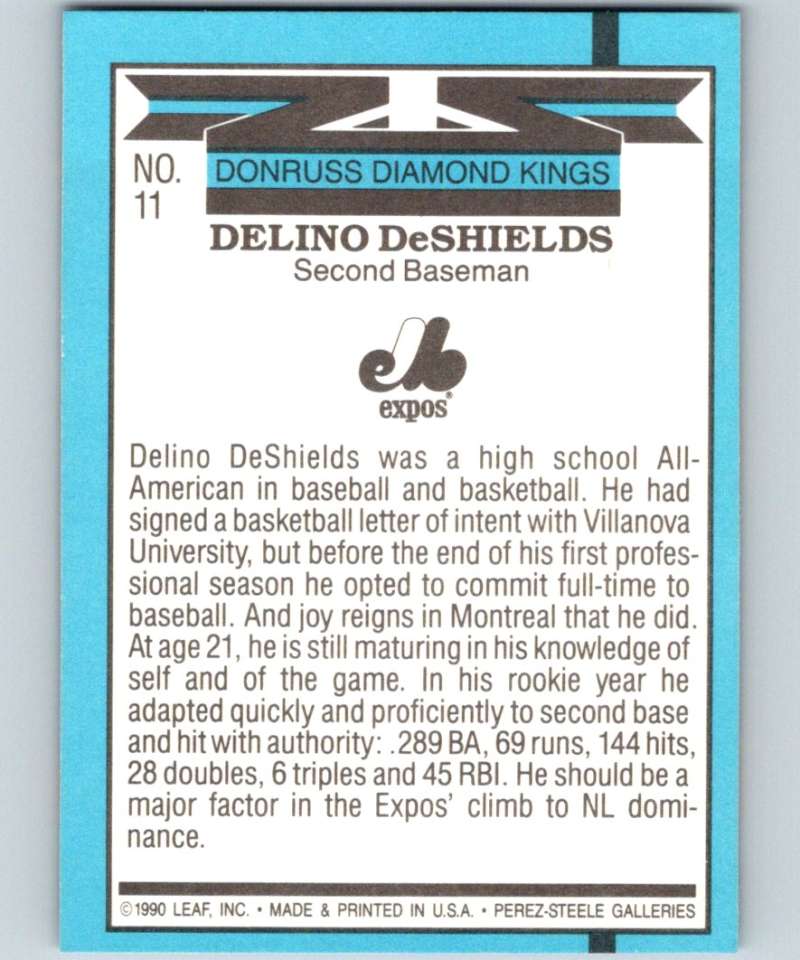 NO.
11
DONRUSS DIAMOND KINGS
DELINO DeSHIELDS
Second Baseman
expos®
Delino DeShields was a high school All-
American in baseball and basketball. He had
signed a basketball letter of intent with Villanova
University, but before the end of his first profes-
sional season he opted to commit full-time to
baseball. And joy reigns in Montreal that he did.
At age 21, he is still maturing in his knowledge of
self and of the game. In his rookie year he
adapted quickly and proficiently to second base
and hit with authority: .289 BA, 69 runs, 144 hits,
28 doubles, 6 triples and 45 RBI. He should be a
major factor in the Expos' climb to NL domi-
nance.
©1990 LEAF, INC. • MADE & PRINTED IN U.S.A. • PEREZ-STEELE GALLERIES